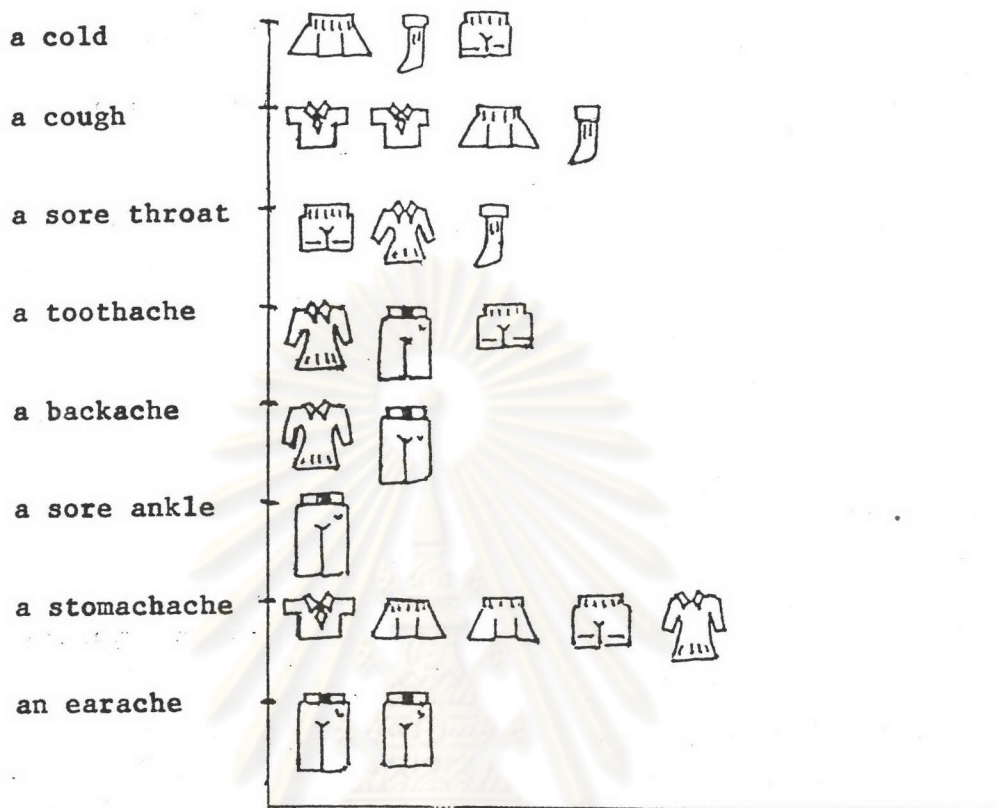 a cold
a cough
a sore throat
a toothache
a backache
a sore ankle
a stomachache
an earache